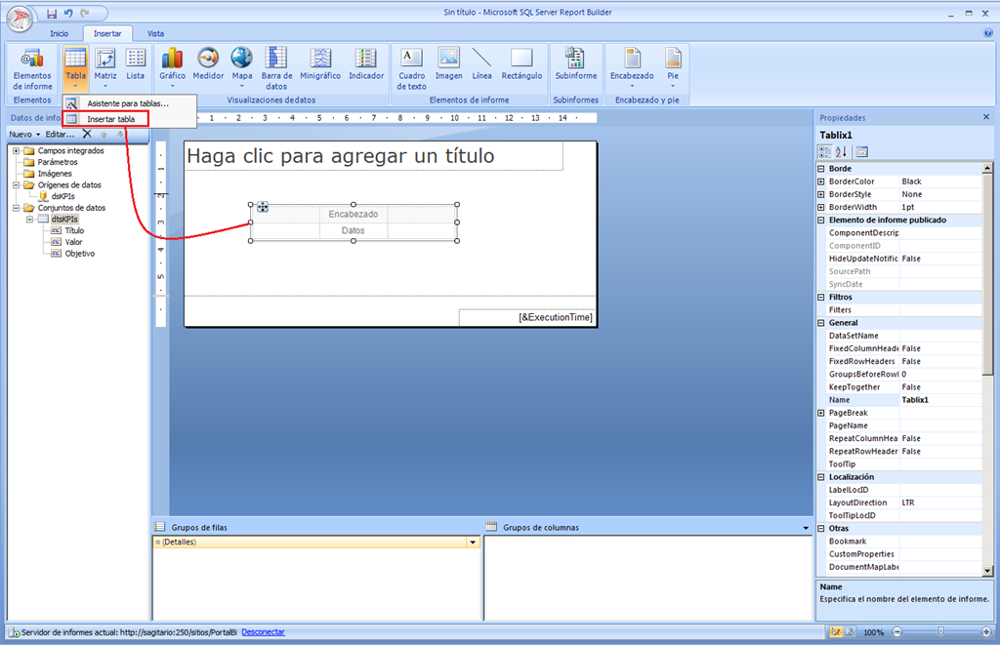 Sin título - Microsoft SQL Server Report Builder
Inicio Insertar Vista
Elementos de informe
Tabla
Matriz
Lista
Gráfico
Medidor
Mapa
Barra de datos
Minigráfico
Indicador
Cuadro de texto
Imagen
Línea
Rectángulo
Subinforme
Encabezado
Pie
Elementos
Visualizaciones de datos
Elementos de informe
Subinformes
Encabezado y pie
Asistente para tablas...
Insertar tabla
Datos de info
Nuevo Editar...
Campos integrados
Parámetros
Imágenes
Orígenes de datos
dsKPIs
Conjuntos de datos
dtsKPIs
Título
Valor
Objetivo
1 2 3 4 5 6 7 8 9 10 11 12 13 14
1
2
3
4
5
Haga clic para agregar un título
Encabezado
Datos
[&ExecutionTime]
Grupos de filas
(Detalles)
Grupos de columnas
Propiedades
Tablix1
Borde
BorderColor Black
BorderStyle None
BorderWidth 1pt
Elemento de informe publicado
ComponentDescrip
ComponentID
HideUpdateNotific False
SourcePath
SyncDate
Filtros
Filters
General
DataSetName
FixedColumnHeade False
FixedRowHeaders False
GroupsBeforeRowl 0
KeepTogether False
Name Tablix1
PageBreak
PageName
RepeatColumnHea False
RepeatRowHeader False
ToolTip
Localización
LabelLocID
LayoutDirection LTR
ToolTipLocID
Otras
Bookmark
CustomProperties
DocumentMapLabe
Name
Especifica el nombre del elemento de informe.
Servidor de informes actual: http://sagitario:250/sitios/PortalBi Desconectar
100%